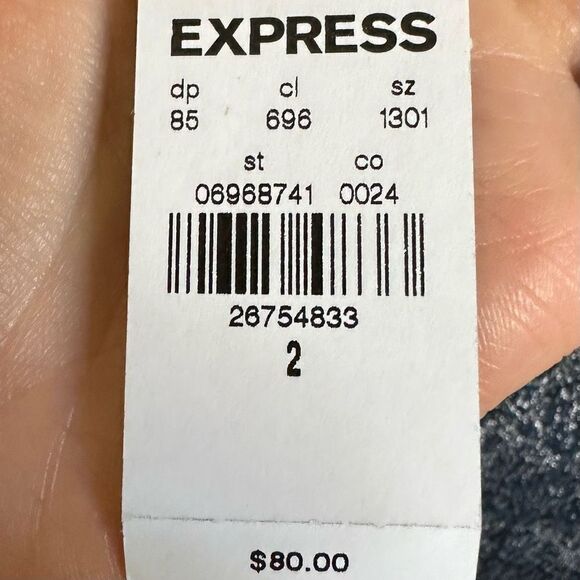 EXPRESS
dp cl sz
85 696 1301
st co
06968741 0024
26754833
2
$80.00